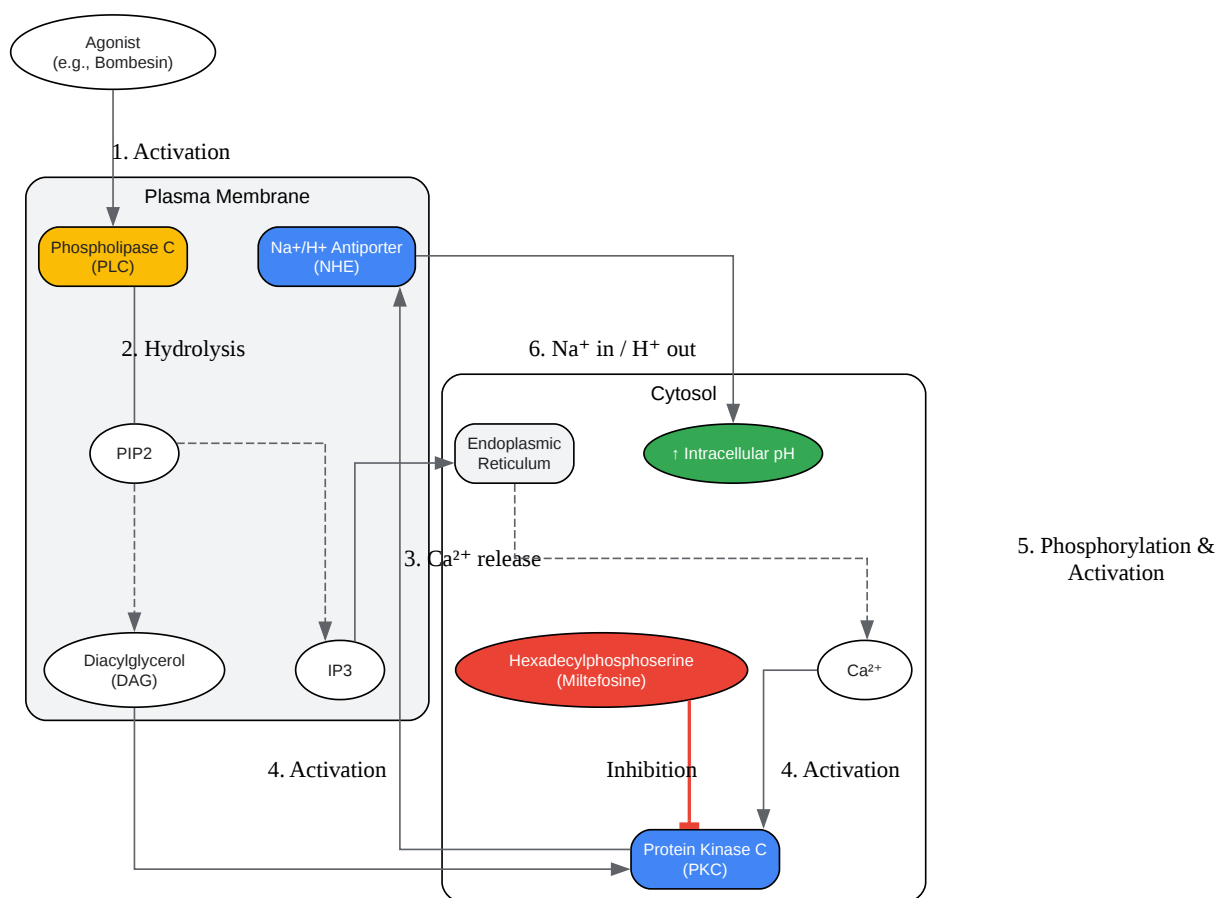 Agonist
(e.g., Bombesin)
1. Activation
Plasma Membrane
Phospholipase C
(PLC)
Na+/H+ Antiporter
(NHE)
2. Hydrolysis
6. Na⁺ in / H⁺ out
Cytosol
PIP2
Endoplasmic
Reticulum
↑ Intracellular pH
3. Ca²⁺ release
5. Phosphorylation &
Activation
Diacylglycerol
(DAG)
IP3
Hexadecylphosphoserine
(Miltefosine)
Ca²⁺
4. Activation
Inhibition
4. Activation
Protein Kinase C
(PKC)